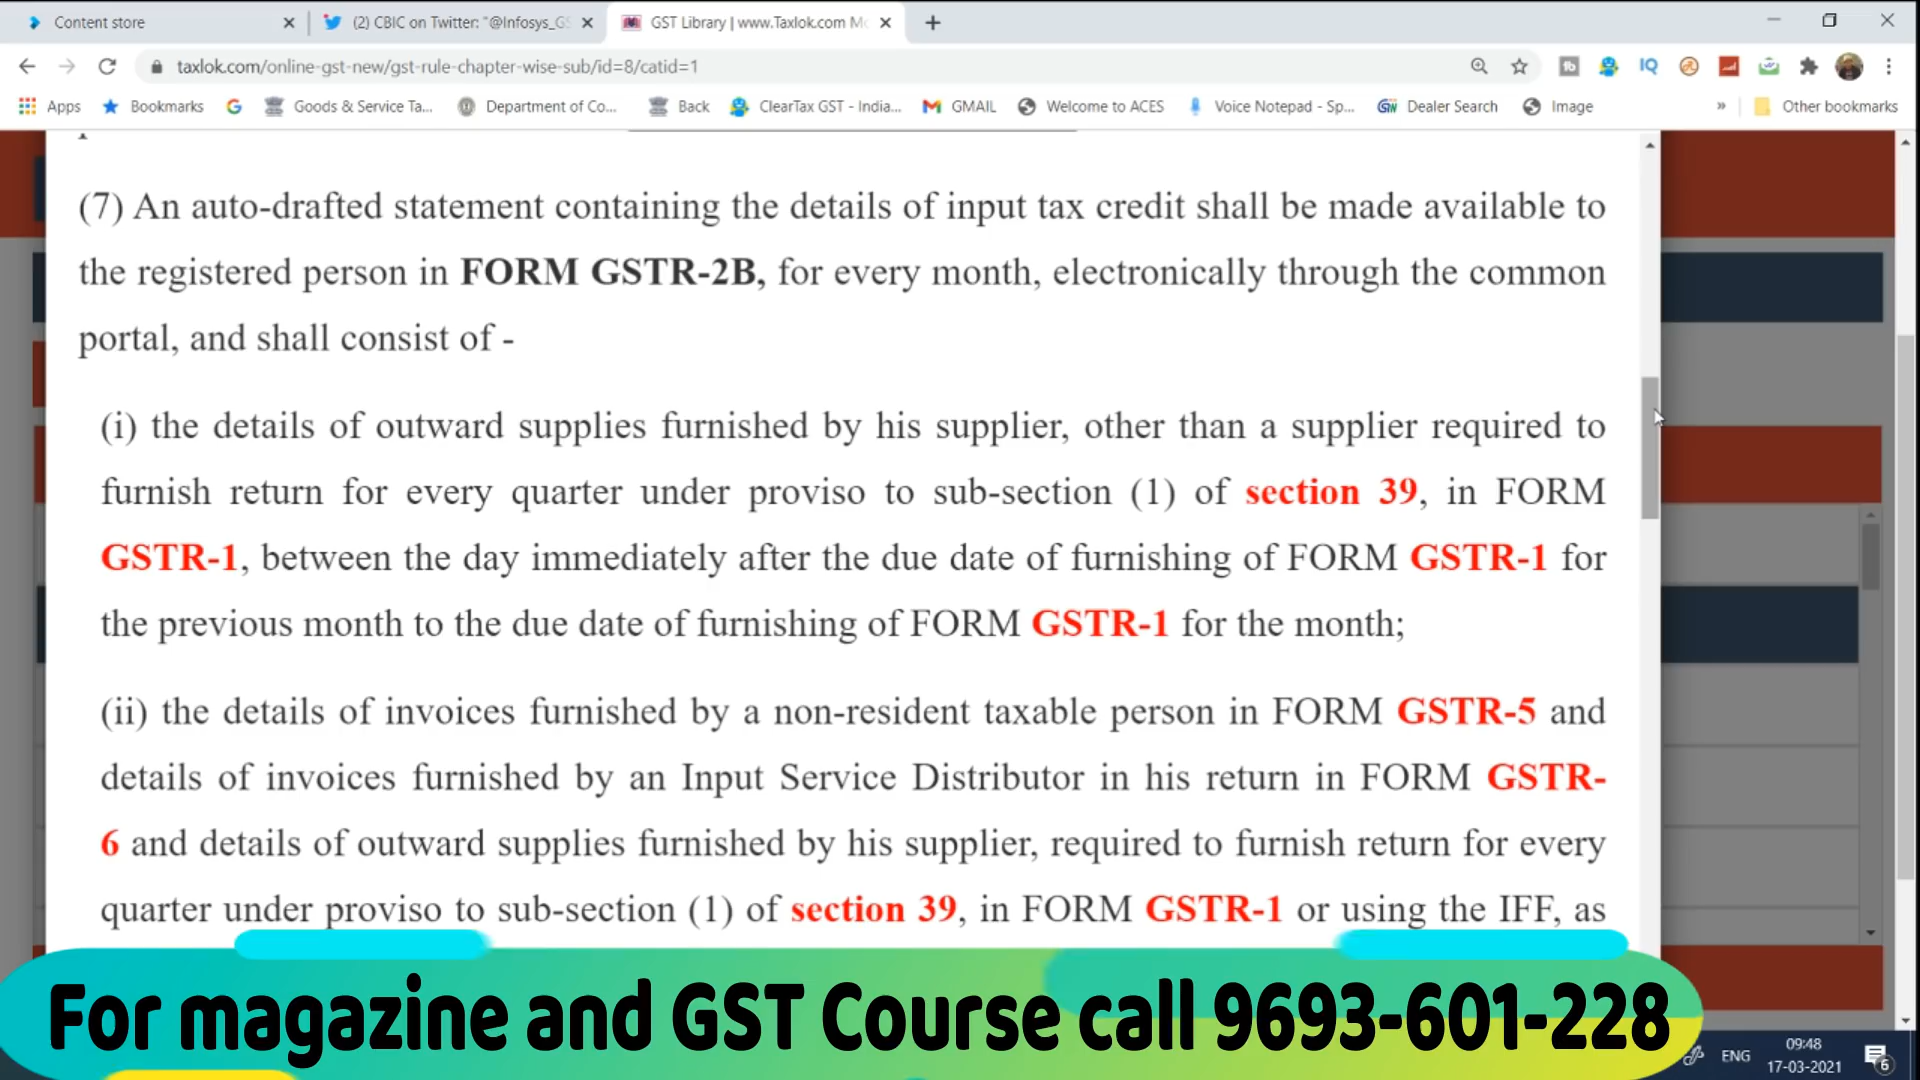 Content store
(2) CBIC on Twitter: "@Infosys_GS
GST Library | www.Taxlok.com Mo
taxlok.com/online-gst-new/gst-rule-chapter-wise-sub/id=8/catid=1
IQ
Apps
Bookmarks
Goods & Service Ta...
Department of Co...
Back
ClearTax GST - India...
GMAIL
Welcome to ACES
Voice Notepad - Sp...
Dealer Search
Image
»
Other bookmarks
(7) An auto-drafted statement containing the details of input tax credit shall be made available to
the registered person in FORM GSTR-2B, for every month, electronically through the common
portal, and shall consist of -
(i) the details of outward supplies furnished by his supplier, other than a supplier required to
furnish return for every quarter under proviso to sub-section (1) of section 39, in FORM
GSTR-1, between the day immediately after the due date of furnishing of FORM GSTR-1 for
the previous month to the due date of furnishing of FORM GSTR-1 for the month;
(ii) the details of invoices furnished by a non-resident taxable person in FORM GSTR-5 and
details of invoices furnished by an Input Service Distributor in his return in FORM GSTR-
6 and details of outward supplies furnished by his supplier, required to furnish return for every
quarter under proviso to sub-section (1) of section 39, in FORM GSTR-1 or using the IFF, as
For magazine and GST Course call 9693-601-228
ENG
09:48
17-03-2021
6